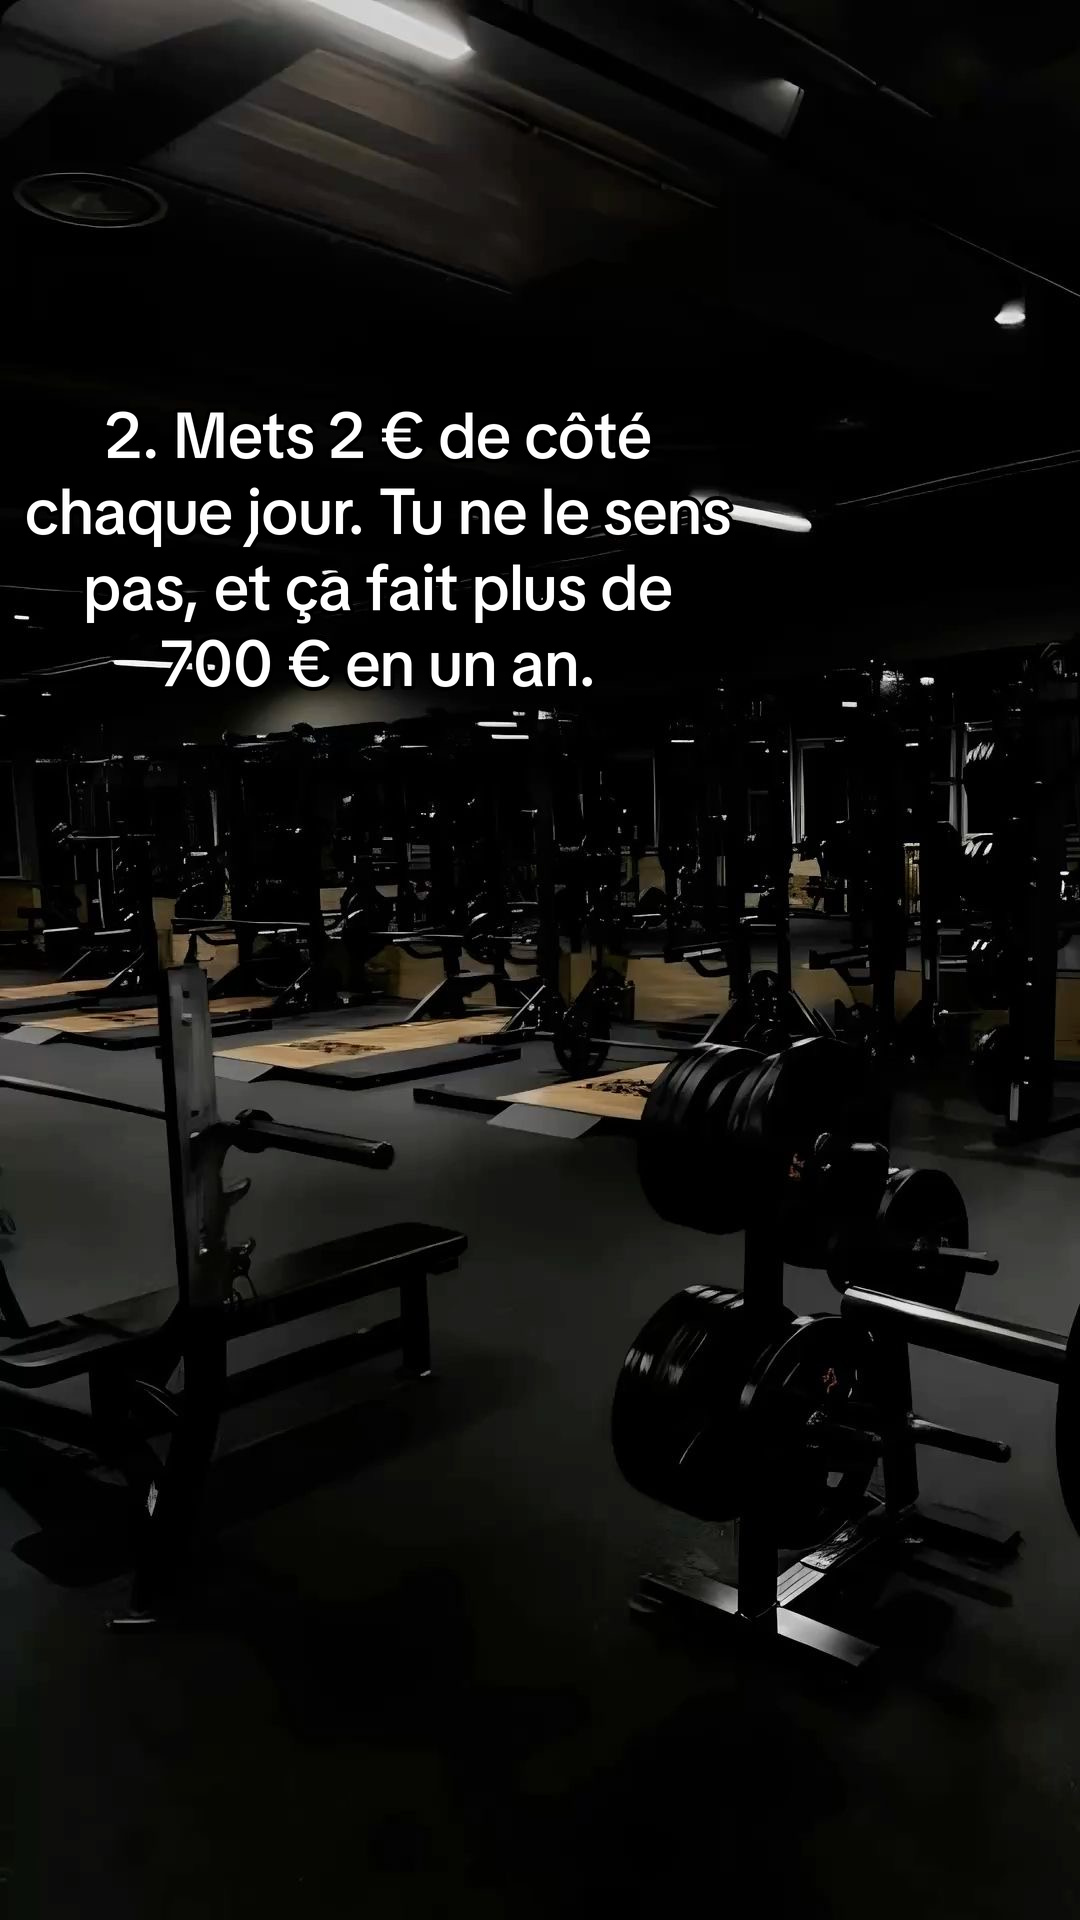 2. Mets 2 € de côté
chaque jour. Tu ne le sens
pas, et ça fait plus de
700 € en un an.